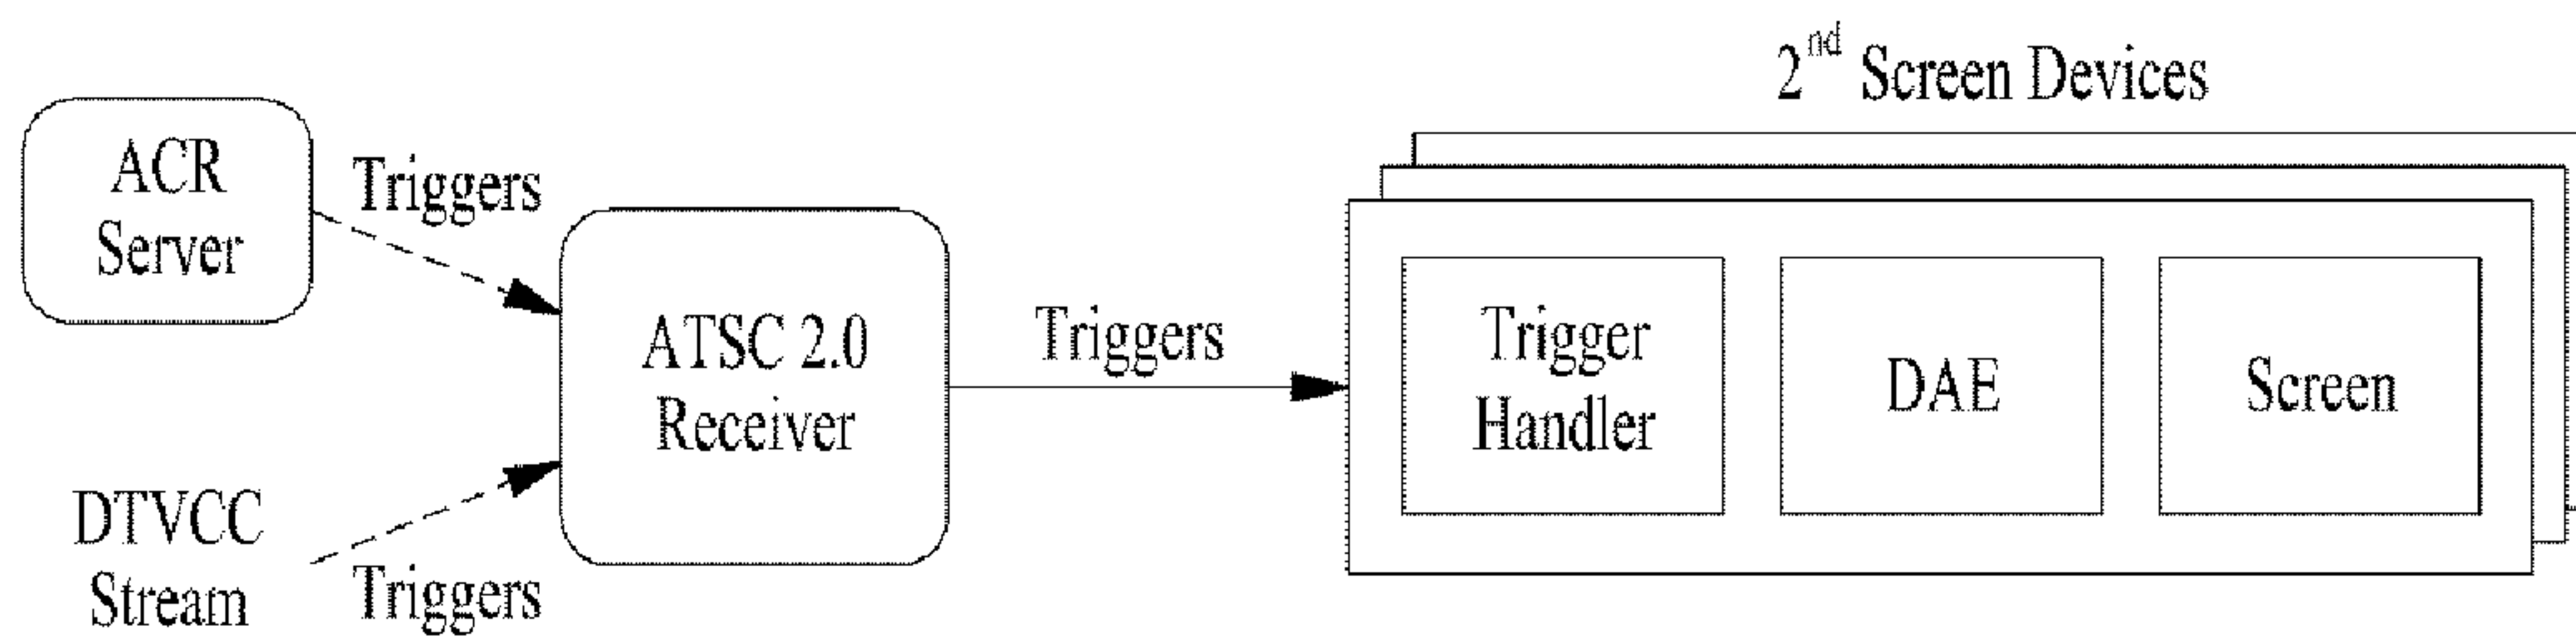 2nd Screen Devices
ACR
Server
Triggers
ATSC 2.0
Receiver
Triggers
Trigger
Handler
DAE
Screen
DTVCC
Stream
Triggers